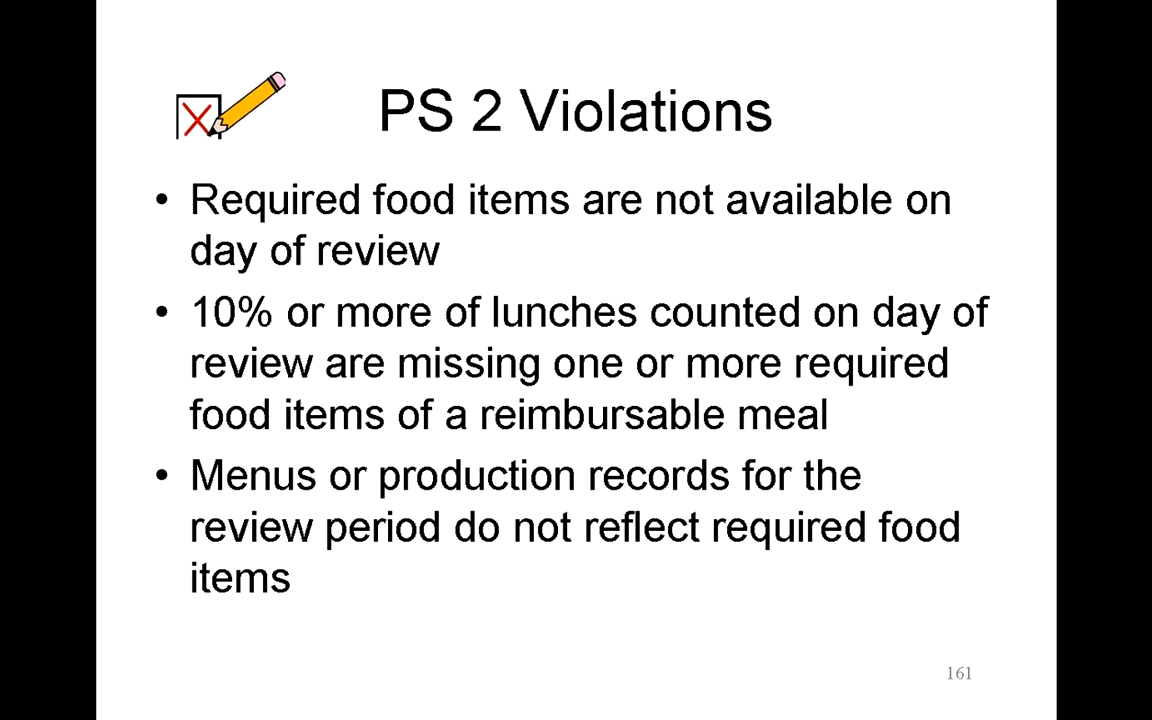 PS 2 Violations
• Required food items are not available on
day of review
• 10% or more of lunches counted on day of
review are missing one or more required
food items of a reimbursable meal
• Menus or production records for the
review period do not reflect required food
items
161